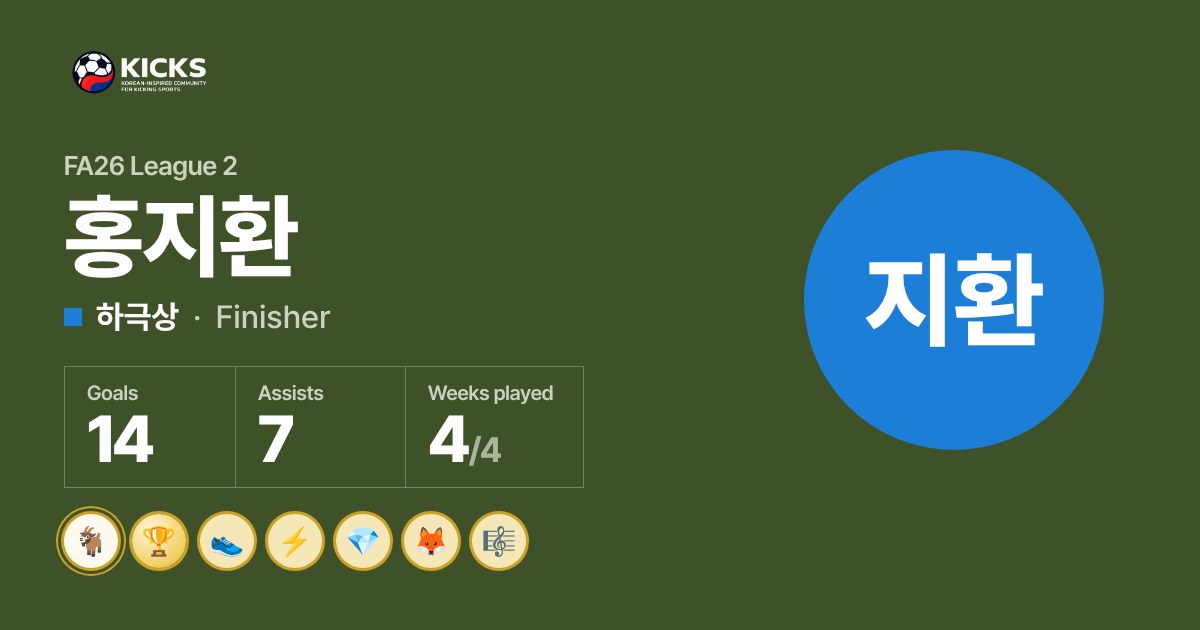 KICKS
KOREAN-INSPIRED COMMUNITY
FOR KICKING SPORTS
FA26 League 2
홍지환
하극상 · Finisher
Goals
14
Assists
7
Weeks played
4/4
지환